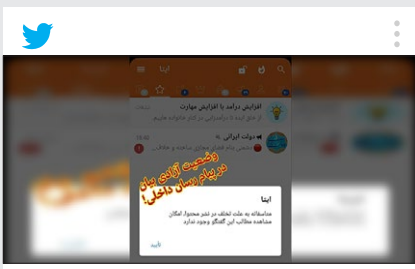 ایتا
افزایش درآمد با افزایش مهارت
دولت ایرانی
وضعیت آزادی بیان
در پیام رسان داخلی!
ایتا
متاسفانه به علت تخلف در نشر محتوا، امکان
مشاهده مطالب این گفتگو وجود ندارد
تأیید